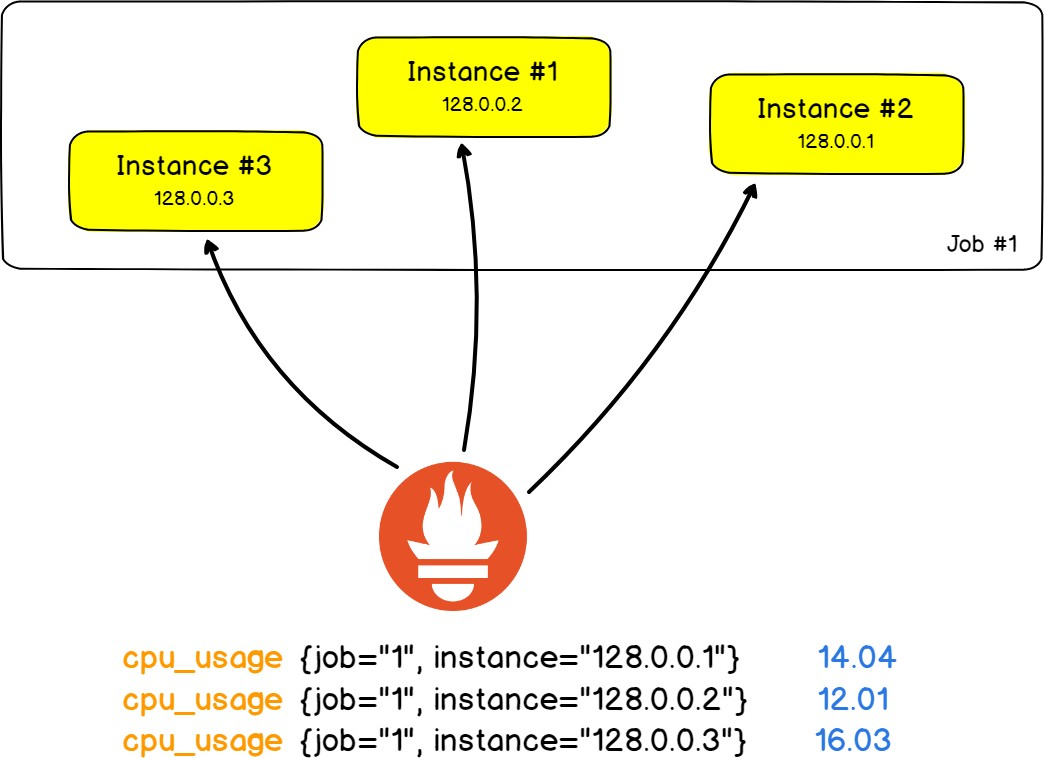 Instance #1
128.0.0.2
Instance #2
128.0.0.1
Instance #3
128.0.0.3
Job #1
cpu_usage {job="1", instance="128.0.0.1"} 14.04
cpu_usage {job="1", instance="128.0.0.2"} 12.01
cpu_usage {job="1", instance="128.0.0.3"} 16.03